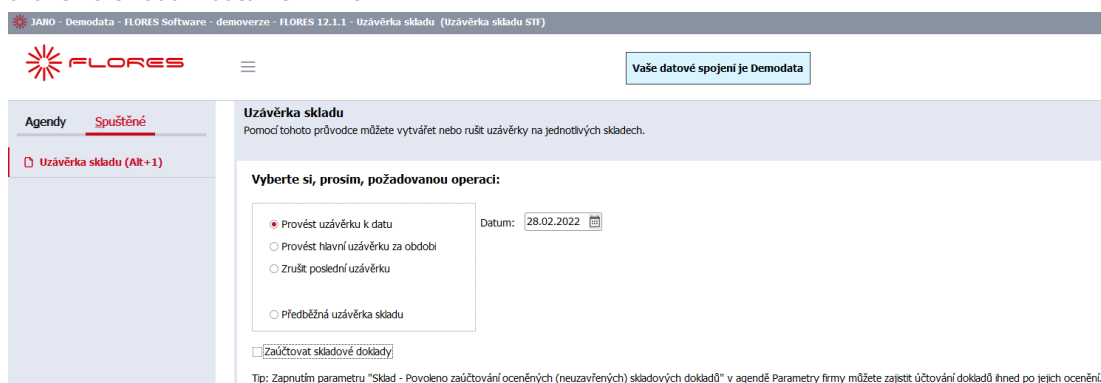 JANO - Demodata - FLORES Software - demoverze - FLORES 12.1.1 - Uzávěrka skladu (Uzávěrka skladu STF)
FLORES
Vaše datové spojení je Demodata
Agendy Spuštěné
Uzávěrka skladu (Alt+1)
Uzávěrka skladu
Pomocí tohoto průvodce můžete vytvářet nebo rušit uzávěrky na jednotlivých skladech.
Vyberte si, prosím, požadovanou operaci:
Provést uzávěrku k datu
Datum: 28.02.2022
Provést hlavní uzávěrku za období
Zrušit poslední uzávěrku
Předběžná uzávěrka skladu
Zaúčtovat skladové doklady
Tip: Zapnutím parametru "Sklad - Povoleno zaúčtování oceněných (neuzavřených) skladových dokladů" v agendě Parametry firmy můžete zajistit účtování dokladů ihned po jejich ocenění.